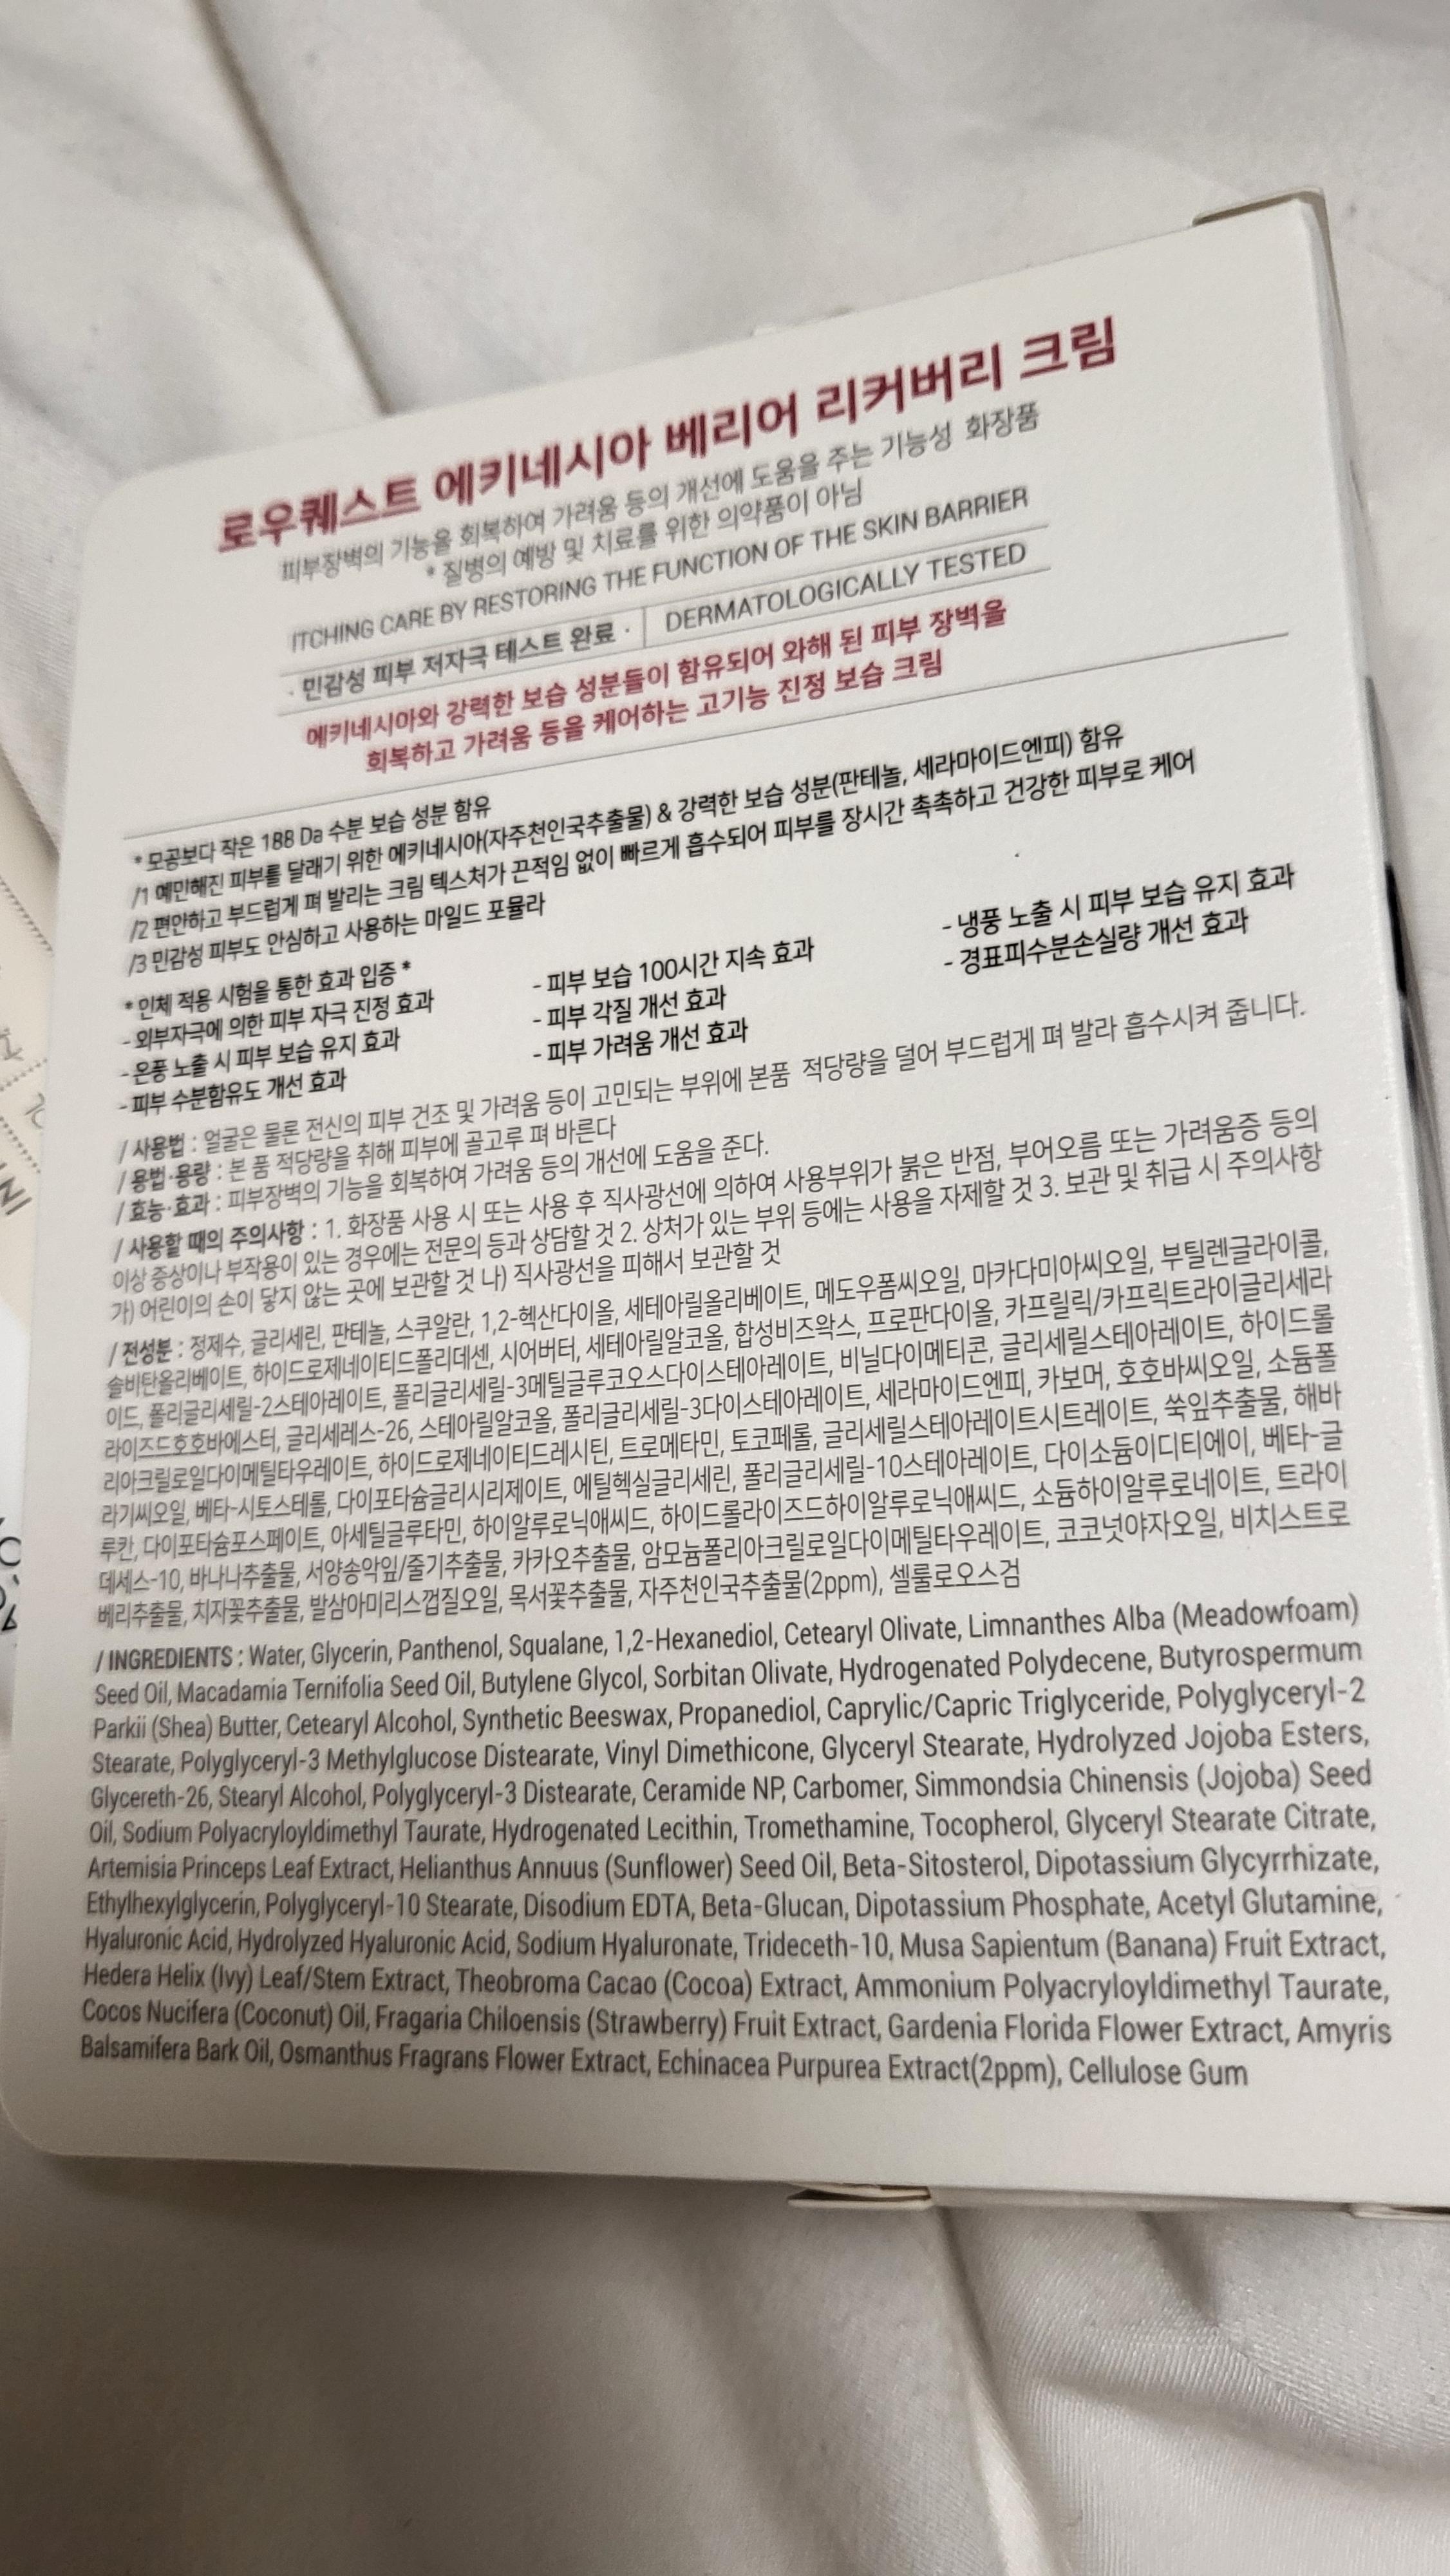 로우퀘스트 에키네시아 베리어 리커버리 크림
피부장벽의 기능을 회복하여 가려움 등의 개선에 도움을 주는 기능성 화장품
* 질병의 예방 및 치료를 위한 의약품이 아님
ITCHING CARE BY RESTORING THE FUNCTION OF THE SKIN BARRIER
· 민감성 피부 저자극 테스트 완료 · DERMATOLOGICALLY TESTED
에키네시아와 강력한 보습 성분들이 함유되어 와해 된 피부 장벽을
회복하고 가려움 등을 케어하는 고기능 진정 보습 크림
* 모공보다 작은 188 Da 수분 보습 성분 함유
/1 예민해진 피부를 달래기 위한 에키네시아(자주천인국추출물) & 강력한 보습 성분(판테놀, 세라마이드엔피) 함유
/2 편안하고 부드럽게 펴 발리는 크림 텍스처가 끈적임 없이 빠르게 흡수되어 피부를 장시간 촉촉하고 건강한 피부로 케어
/3 민감성 피부도 안심하고 사용하는 마일드 포뮬라
* 인체 적용 시험을 통한 효과 입증 *
- 외부자극에 의한 피부 자극 진정 효과
- 온풍 노출 시 피부 보습 유지 효과
- 피부 수분함유도 개선 효과
- 피부 보습 100시간 지속 효과
- 피부 각질 개선 효과
- 피부 가려움 개선 효과
- 냉풍 노출 시 피부 보습 유지 효과
- 경표피수분손실량 개선 효과
/ 사용법 : 얼굴은 물론 전신의 피부 건조 및 가려움 등이 고민되는 부위에 본품 적당량을 덜어 부드럽게 펴 발라 흡수시켜 줍니다.
/ 용법·용량 : 본 품 적당량을 취해 피부에 골고루 펴 바른다
/ 효능·효과 : 피부장벽의 기능을 회복하여 가려움 등의 개선에 도움을 준다.
/ 사용할 때의 주의사항 : 1. 화장품 사용 시 또는 사용 후 직사광선에 의하여 사용부위가 붉은 반점, 부어오름 또는 가려움증 등의
이상 증상이나 부작용이 있는 경우에는 전문의 등과 상담할 것 2. 상처가 있는 부위 등에는 사용을 자제할 것 3. 보관 및 취급 시 주의사항
가) 어린이의 손이 닿지 않는 곳에 보관할 것 나) 직사광선을 피해서 보관할 것
/ 전성분 : 정제수, 글리세린, 판테놀, 스쿠알란, 1,2-헥산다이올, 세테아릴올리베이트, 메도우폼씨오일, 마카다미아씨오일, 부틸렌글라이콜,
솔비탄올리베이트, 하이드로제네이티드폴리데센, 시어버터, 세테아릴알코올, 합성비즈왁스, 프로판다이올, 카프릴릭/카프릭트라이글리세라
이드, 폴리글리세릴-2스테아레이트, 폴리글리세릴-3메틸글루코오스다이스테아레이트, 비닐다이메티콘, 글리세릴스테아레이트, 하이드롤
라이즈드호호바에스터, 글리세레스-26, 스테아릴알코올, 폴리글리세릴-3다이스테아레이트, 세라마이드엔피, 카보머, 호호바씨오일, 소듐폴
리아크릴로일다이메틸타우레이트, 하이드로제네이티드레시틴, 트로메타민, 토코페롤, 글리세릴스테아레이트시트레이트, 쑥잎추출물, 해바
라기씨오일, 베타-시토스테롤, 다이포타슘글리시리제이트, 에틸헥실글리세린, 폴리글리세릴-10스테아레이트, 다이소듐이디티에이, 베타-글
루칸, 다이포타슘포스페이트, 아세틸글루타민, 하이알루로닉애씨드, 하이드롤라이즈드하이알루로닉애씨드, 소듐하이알루로네이트, 트라이
데세스-10, 바나나추출물, 서양송악잎/줄기추출물, 카카오추출물, 암모늄폴리아크릴로일다이메틸타우레이트, 코코넛야자오일, 비치스트로
베리추출물, 치자꽃추출물, 발삼아미리스껍질오일, 목서꽃추출물, 자주천인국추출물(2ppm), 셀룰로오스검
/ INGREDIENTS : Water, Glycerin, Panthenol, Squalane, 1,2-Hexanediol, Cetearyl Olivate, Limnanthes Alba (Meadowfoam)
Seed Oil, Macadamia Ternifolia Seed Oil, Butylene Glycol, Sorbitan Olivate, Hydrogenated Polydecene, Butyrospermum
Parkii (Shea) Butter, Cetearyl Alcohol, Synthetic Beeswax, Propanediol, Caprylic/Capric Triglyceride, Polyglyceryl-2
Stearate, Polyglyceryl-3 Methylglucose Distearate, Vinyl Dimethicone, Glyceryl Stearate, Hydrolyzed Jojoba Esters,
Glycereth-26, Stearyl Alcohol, Polyglyceryl-3 Distearate, Ceramide NP, Carbomer, Simmondsia Chinensis (Jojoba) Seed
Oil, Sodium Polyacryloyldimethyl Taurate, Hydrogenated Lecithin, Tromethamine, Tocopherol, Glyceryl Stearate Citrate,
Artemisia Princeps Leaf Extract, Helianthus Annuus (Sunflower) Seed Oil, Beta-Sitosterol, Dipotassium Glycyrrhizate,
Ethylhexylglycerin, Polyglyceryl-10 Stearate, Disodium EDTA, Beta-Glucan, Dipotassium Phosphate, Acetyl Glutamine,
Hyaluronic Acid, Hydrolyzed Hyaluronic Acid, Sodium Hyaluronate, Trideceth-10, Musa Sapientum (Banana) Fruit Extract,
Hedera Helix (Ivy) Leaf/Stem Extract, Theobroma Cacao (Cocoa) Extract, Ammonium Polyacryloyldimethyl Taurate,
Cocos Nucifera (Coconut) Oil, Fragaria Chiloensis (Strawberry) Fruit Extract, Gardenia Florida Flower Extract, Amyris
Balsamifera Bark Oil, Osmanthus Fragrans Flower Extract, Echinacea Purpurea Extract(2ppm), Cellulose Gum